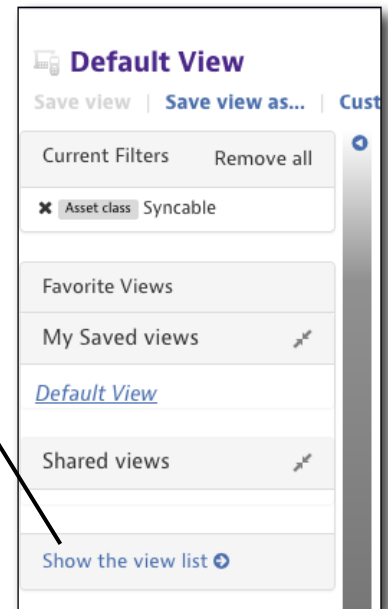 Default View
Save view | Save view as... | Cust
Current Filters Remove all
Asset class Syncable
Favorite Views
My Saved views
Default View
Shared views
Show the view list